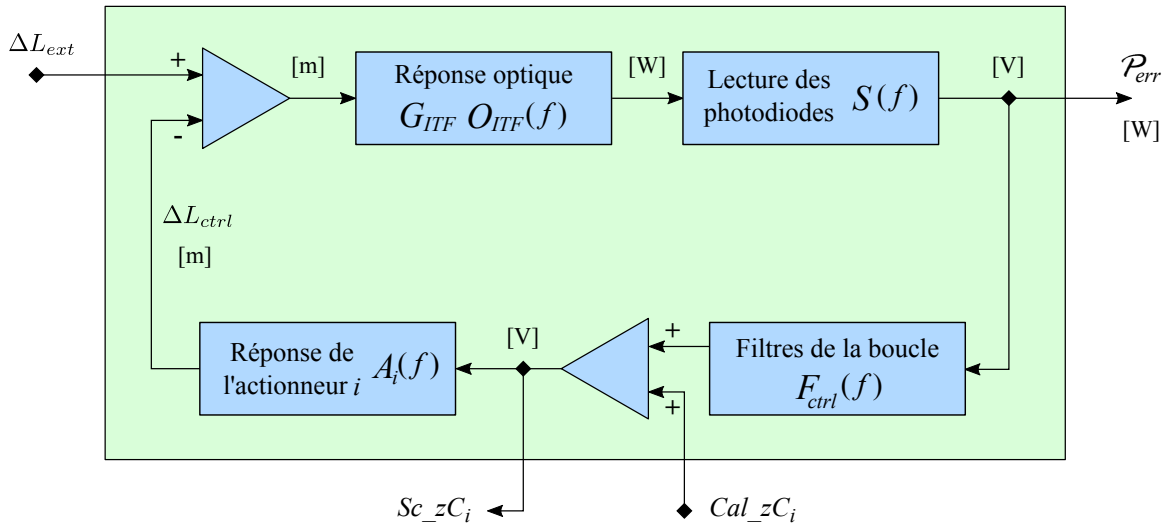 ΔL_ext
+
-
[m]
Réponse optique
G_ITF O_ITF(f)
[W]
Lecture des
photodiodes S(f)
[V]
𝒫_err
[W]
ΔL_ctrl
[m]
Réponse de
l'actionneur i A_i(f)
[V]
+
+
Filtres de la boucle
F_ctrl(f)
Sc_zC_i
Cal_zC_i